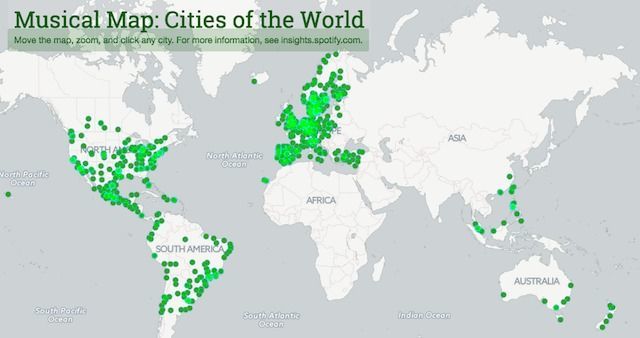 Musical Map: Cities of the World
Move the map, zoom, and click any city. For more information, see insights.spotify.com.
ASIA
NORTH AM
North Atlantic
Ocean
North Pacific
Ocean
AFRICA
SOUTH AMERICA
AUSTRALIA
South Pacific
Ocean
South Atlantic
Ocean
Indian Ocean